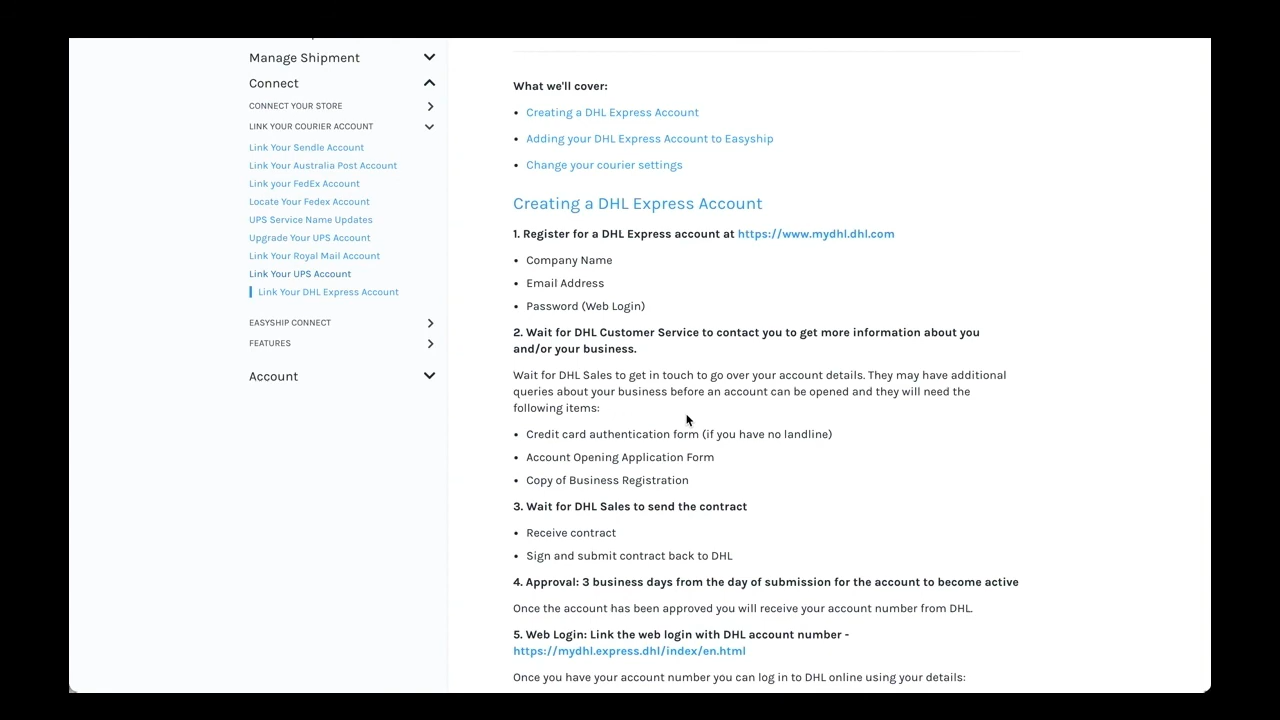 Manage Shipment
Connect
CONNECT YOUR STORE
LINK YOUR COURIER ACCOUNT
Link Your Sendle Account
Link Your Australia Post Account
Link your FedEx Account
Locate Your Fedex Account
UPS Service Name Updates
Upgrade Your UPS Account
Link Your Royal Mail Account
Link Your UPS Account
Link Your DHL Express Account
EASYSHIP CONNECT
FEATURES
Account
What we'll cover:
• Creating a DHL Express Account
• Adding your DHL Express Account to Easyship
• Change your courier settings
Creating a DHL Express Account
1. Register for a DHL Express account at https://www.mydhl.dhl.com
• Company Name
• Email Address
• Password (Web Login)
2. Wait for DHL Customer Service to contact you to get more information about you
and/or your business.
Wait for DHL Sales to get in touch to go over your account details. They may have additional
queries about your business before an account can be opened and they will need the
following items:
• Credit card authentication form (if you have no landline)
• Account Opening Application Form
• Copy of Business Registration
3. Wait for DHL Sales to send the contract
• Receive contract
• Sign and submit contract back to DHL
4. Approval: 3 business days from the day of submission for the account to become active
Once the account has been approved you will receive your account number from DHL.
5. Web Login: Link the web login with DHL account number -
https://mydhl.express.dhl/index/en.html
Once you have your account number you can log in to DHL online using your details: